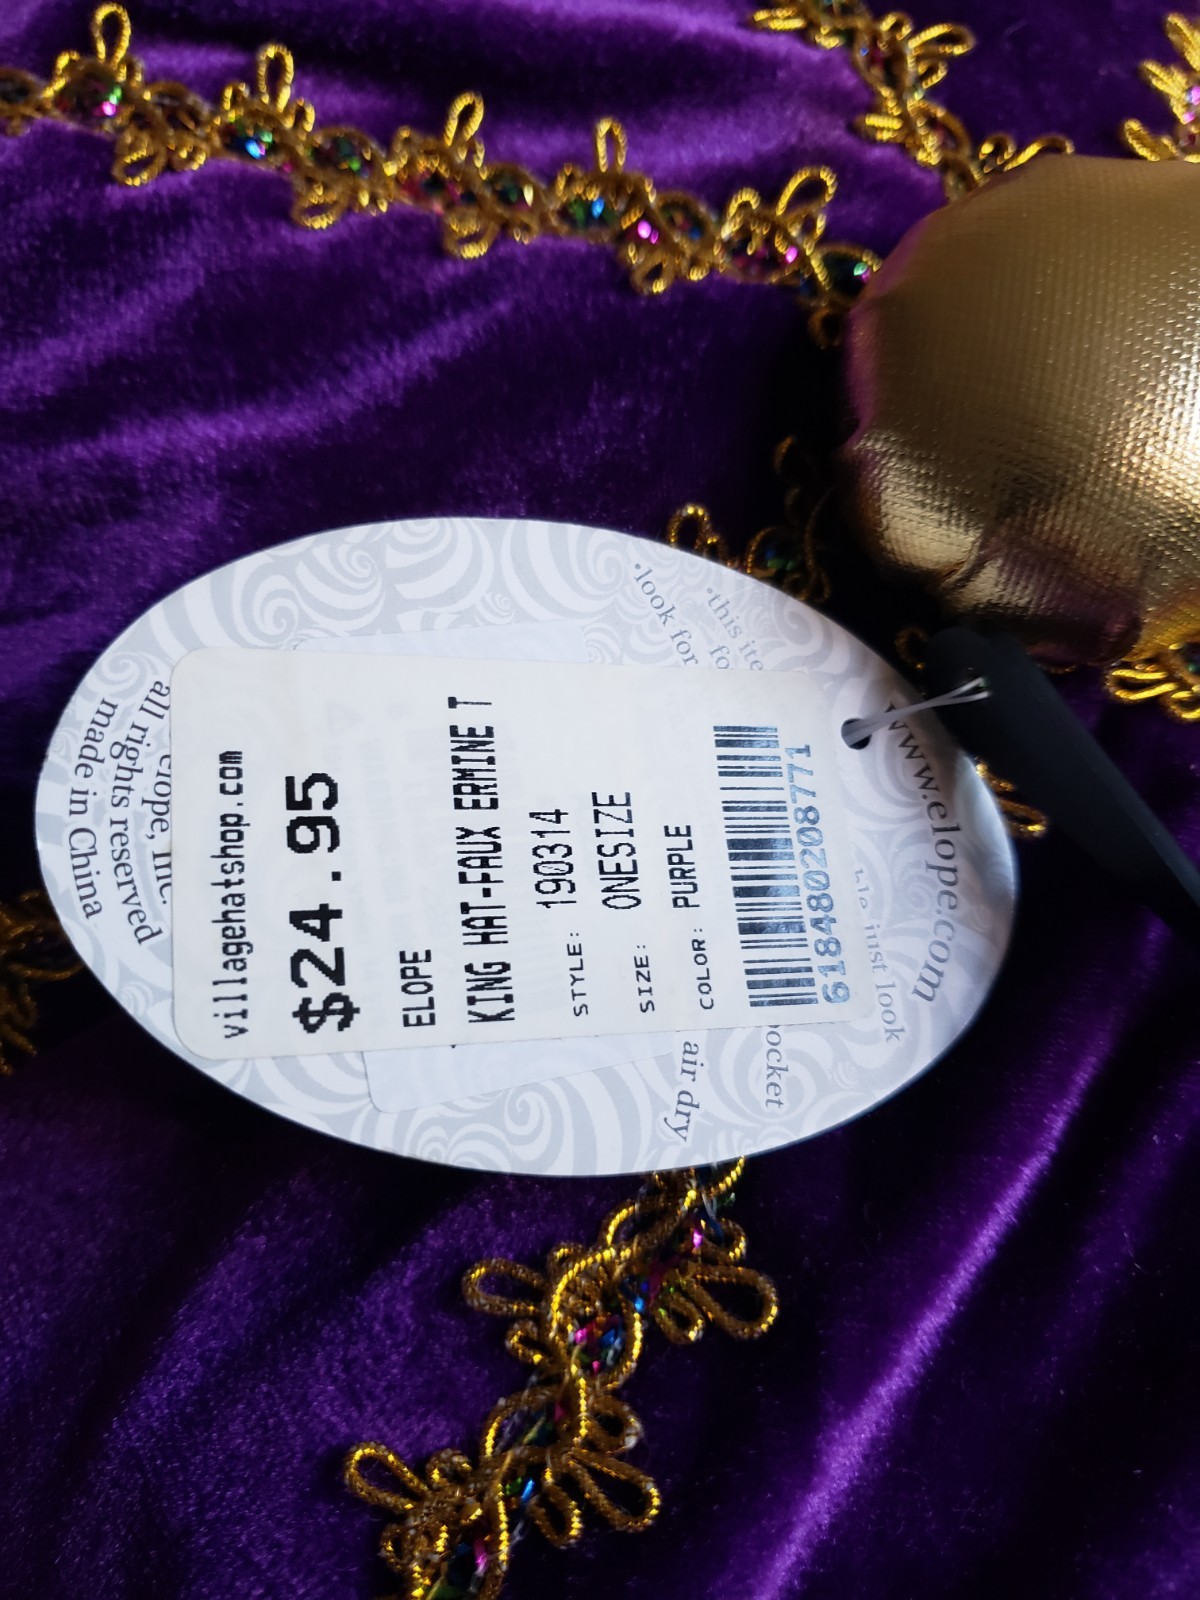 villagehatshop.com
$24.95
ELOPE
KING HAT-FAUX ERMINE T
STYLE: 190314
SIZE: ONESIZE
COLOR: PURPLE
618480208771
www.elope.com
•this
•look for
just look
pocket
air dry
elope, inc.
all rights reserved
made in China